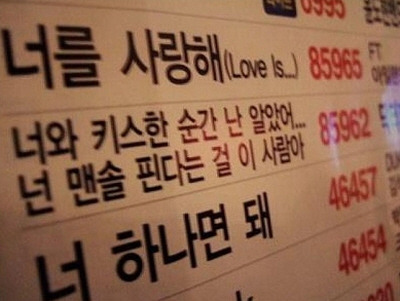 6995
너를 사랑해(Love Is...) 85965 FT
너와 키스한 순간 난 알았어... 85962
넌 맨솔 핀다는 걸 이 사람아
46457
너 하나면 돼 46454